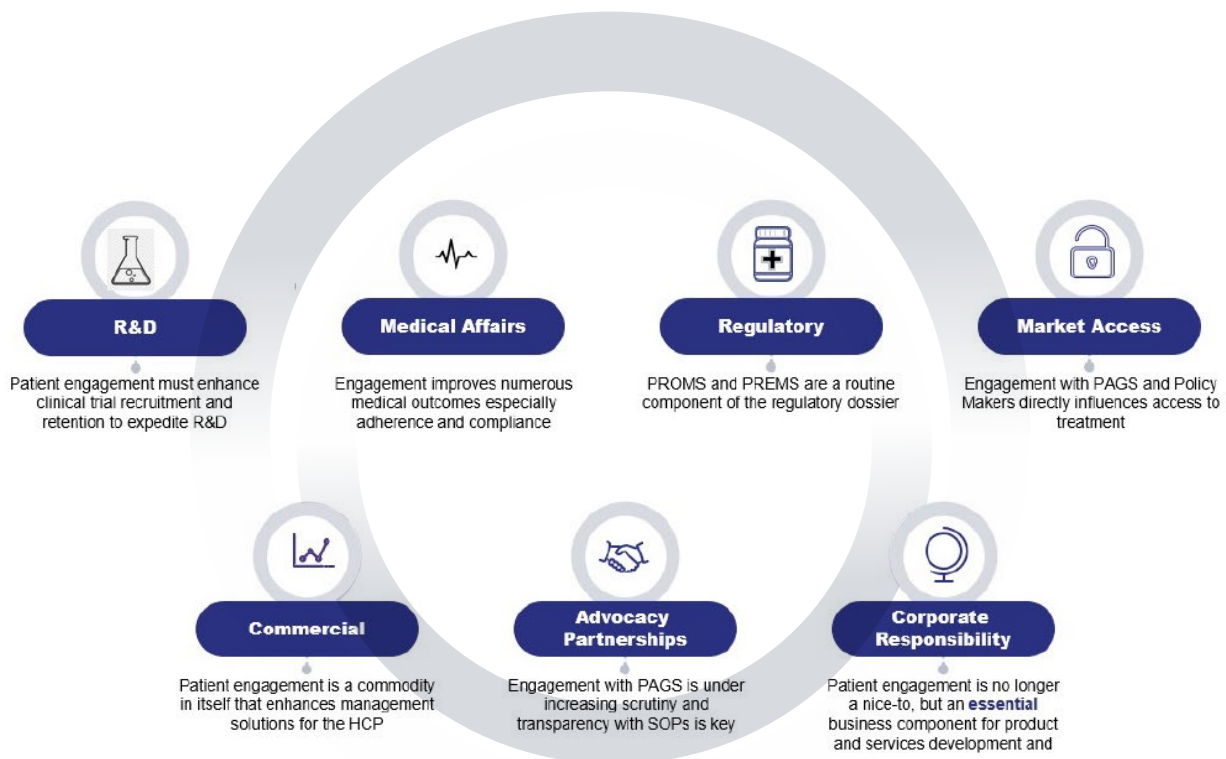 R&D
Patient engagement must enhance
clinical trial recruitment and
retention to expedite R&D
Medical Affairs
Engagement improves numerous
medical outcomes especially
adherence and compliance
Regulatory
PROMS and PREMS are a routine
component of the regulatory dossier
Market Access
Engagement with PAGS and Policy
Makers directly influences access to
treatment
Commercial
Patient engagement is a commodity
in itself that enhances management
solutions for the HCP
Advocacy
Partnerships
Engagement with PAGS is under
increasing scrutiny and
transparency with SOPs is key
Corporate
Responsibility
Patient engagement is no longer
a nice-to, but an essential
business component for product
and services development and